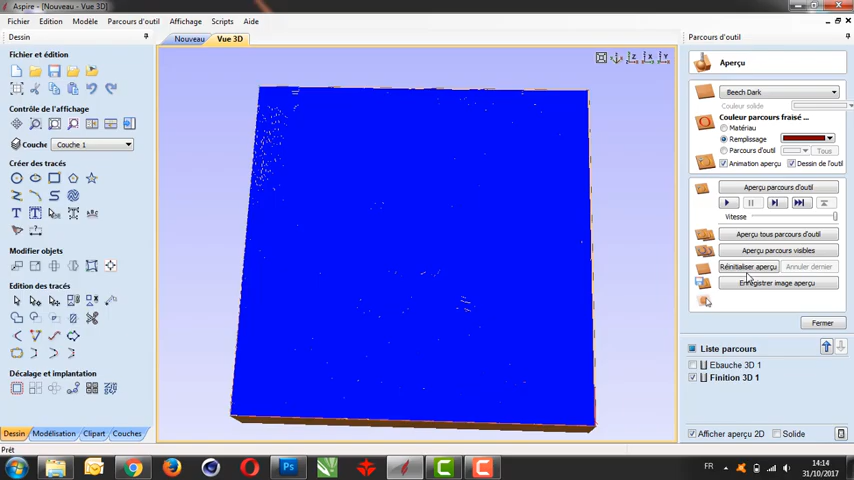 Aspire - [Nouveau - Vue 3D]
Fichier Edition Modèle Parcours d'outil Affichage Scripts Aide
Dessin
Fichier et édition
Contrôle de l'affichage
Couche Couche 1
Créer des tracés
Modifier objets
Edition des tracés
Décalage et implantation
Dessin Modélisation Clipart Couches
Prêt
Nouveau Vue 3D
Z X Y
Parcours d'outil
Aperçu
Beech Dark
Couleur solide
Couleur parcours fraisé ...
Matériau
Remplissage
Parcours d'outil Tous
Animation aperçu Dessin de l'outil
Aperçu parcours d'outil
Vitesse
Aperçu tous parcours d'outil
Aperçu parcours visibles
Réinitialiser aperçu Annuler dernier
Enregistrer image aperçu
Fermer
Liste parcours
Ebauche 3D 1
Finition 3D 1
Afficher aperçu 2D Solide
FR
14:14
31/10/2017